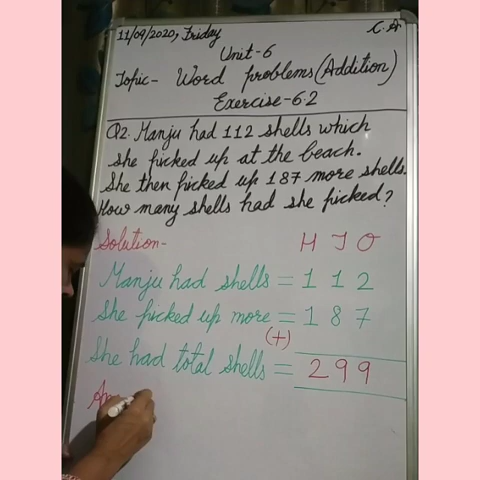 11/09/2020, Friday C.A
Unit-6
Topic- Word problems (Addition)
Exercise-6.2
Q2. Manju had 112 shells which
she picked up at the beach.
She then picked up 187 more shells.
How many shells had she picked?
Solution- H T O
Manju had shells = 1 1 2
She picked up more = 1 8 7
(+)
She had total shells = 2 9 9